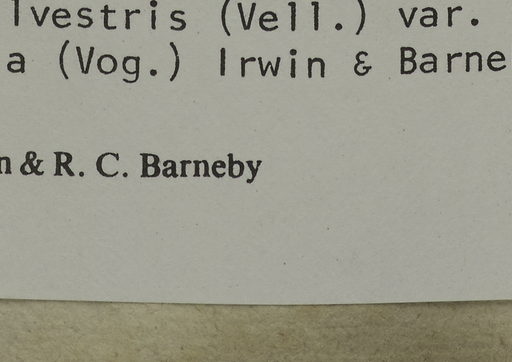 lvestris (Vell.) var.
a (Vog.) Irwin & Barne
n & R. C. Barneby